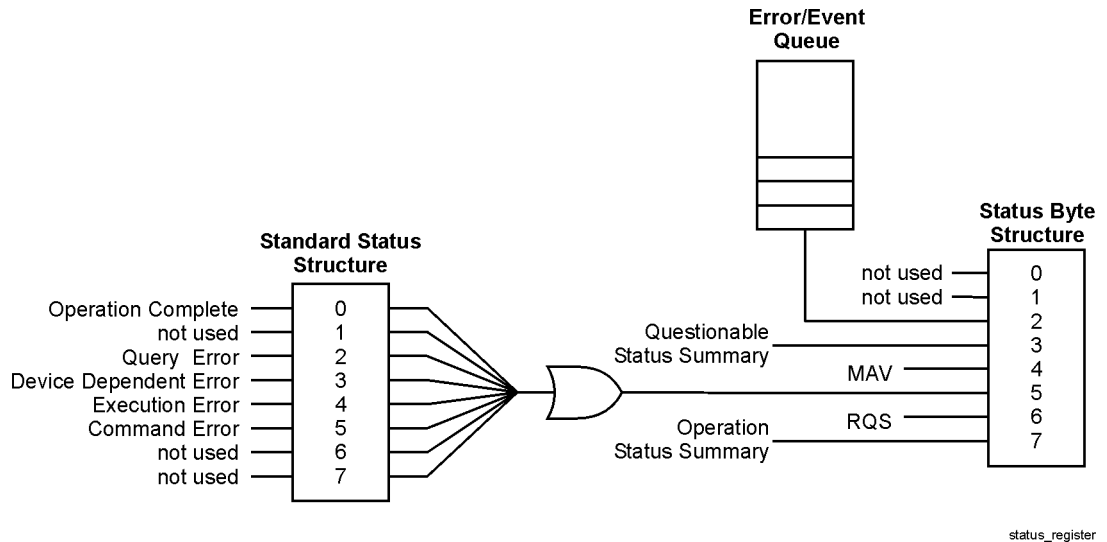 Error/Event
Queue
Standard Status
Structure
Operation Complete
not used
Query Error
Device Dependent Error
Execution Error
Command Error
not used
not used
0
1
2
3
4
5
6
7
Questionable
Status Summary
MAV
RQS
Operation
Status Summary
Status Byte
Structure
not used
not used
0
1
2
3
4
5
6
7
status_register